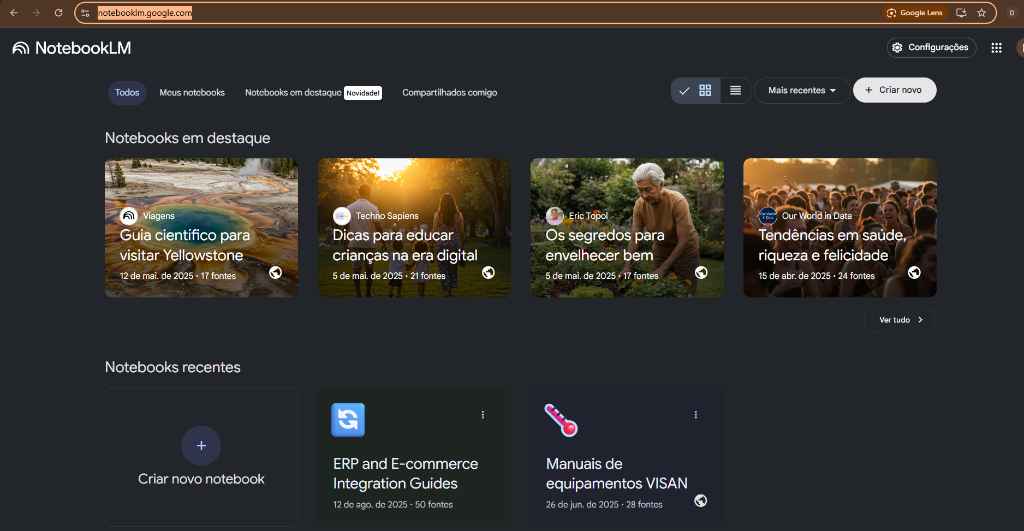 notebooklm.google.com
Google Lens
NotebookLM
Configurações
Todos
Meus notebooks
Notebooks em destaque Novidade!
Compartilhados comigo
Mais recentes
+ Criar novo
Notebooks em destaque
Viagens
Guia científico para
visitar Yellowstone
12 de mai. de 2025 • 17 fontes
Techno Sapiens
Dicas para educar
crianças na era digital
5 de mai. de 2025 • 21 fontes
Eric Topol
Os segredos para
envelhecer bem
5 de mai. de 2025 • 17 fontes
Our World in Data
Tendências em saúde,
riqueza e felicidade
15 de abr. de 2025 • 24 fontes
Ver tudo
Notebooks recentes
Criar novo notebook
ERP and E-commerce
Integration Guides
12 de ago. de 2025 • 50 fontes
Manuais de
equipamentos VISAN
26 de jun. de 2025 • 28 fontes